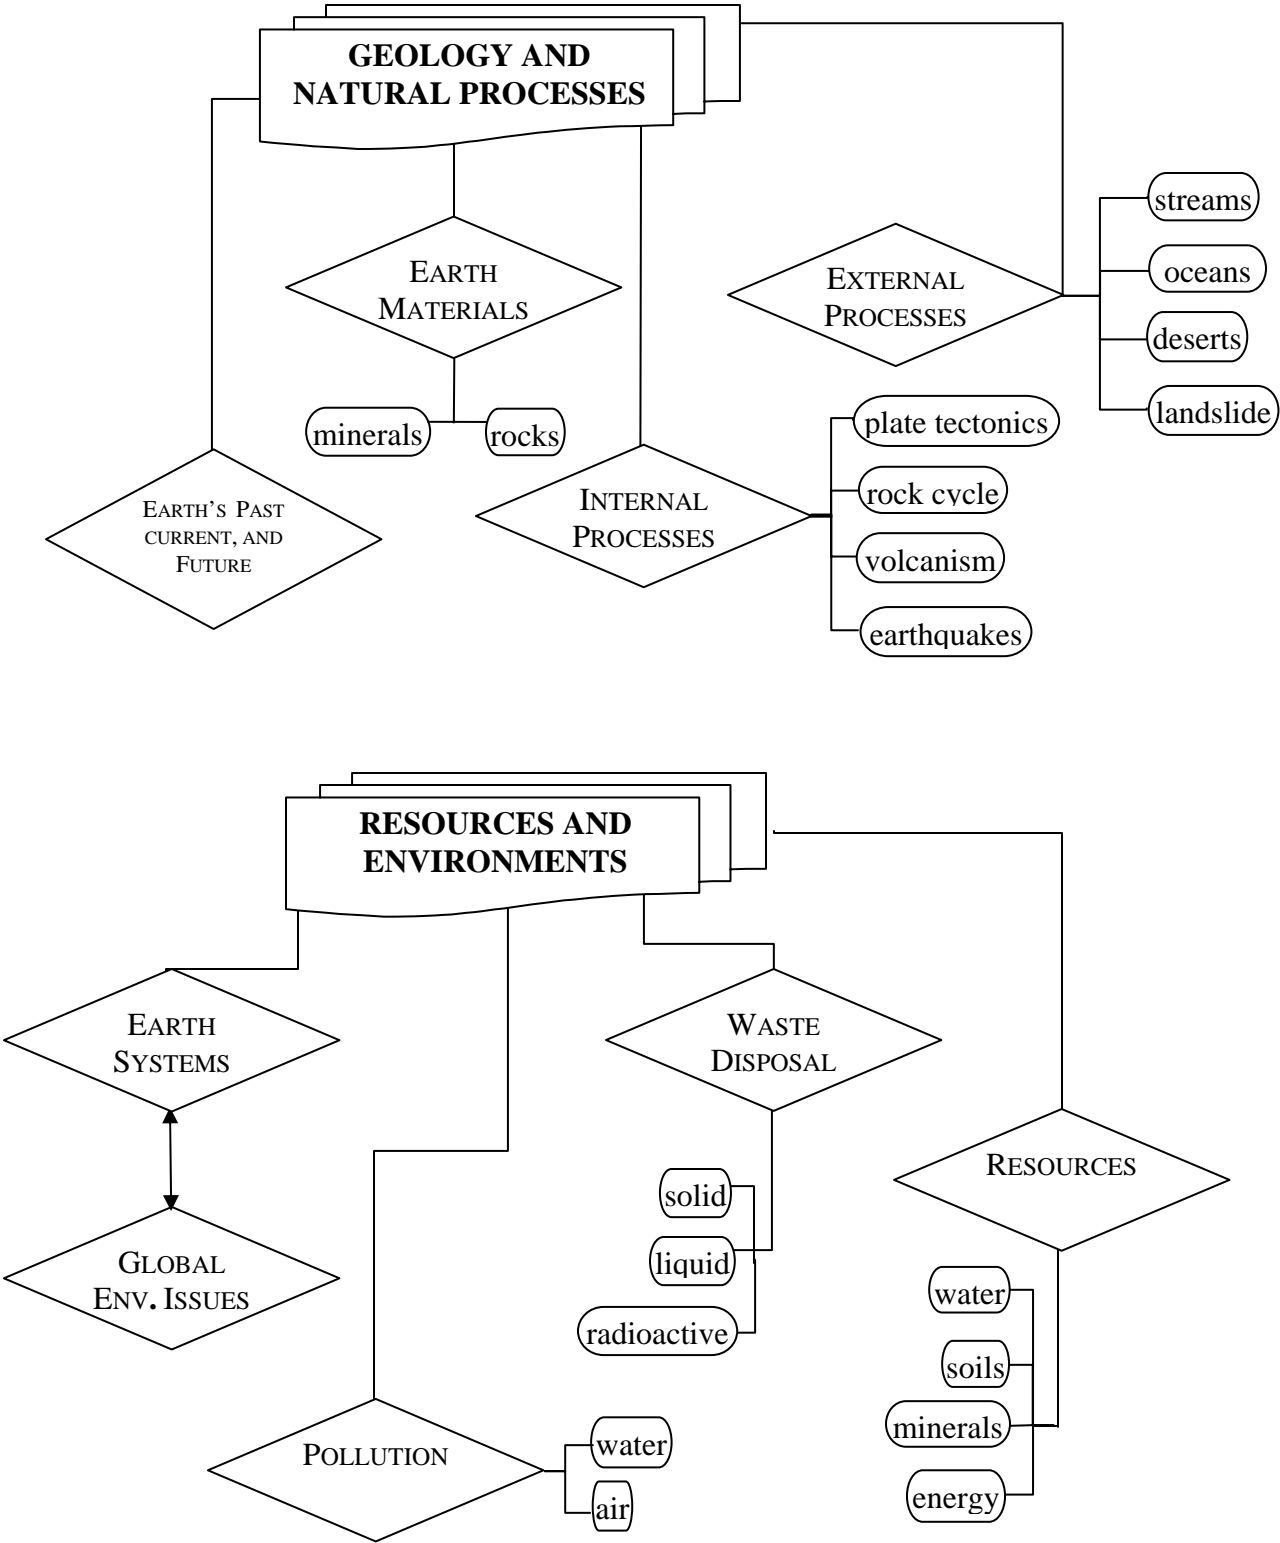 GEOLOGY AND
NATURAL PROCESSES
EARTH
MATERIALS
minerals
rocks
EARTH'S PAST
CURRENT, AND
FUTURE
INTERNAL
PROCESSES
plate tectonics
rock cycle
volcanism
earthquakes
EXTERNAL
PROCESSES
streams
oceans
deserts
landslide
RESOURCES AND
ENVIRONMENTS
EARTH
SYSTEMS
GLOBAL
ENV. ISSUES
POLLUTION
water
air
WASTE
DISPOSAL
solid
liquid
radioactive
RESOURCES
water
soils
minerals
energy